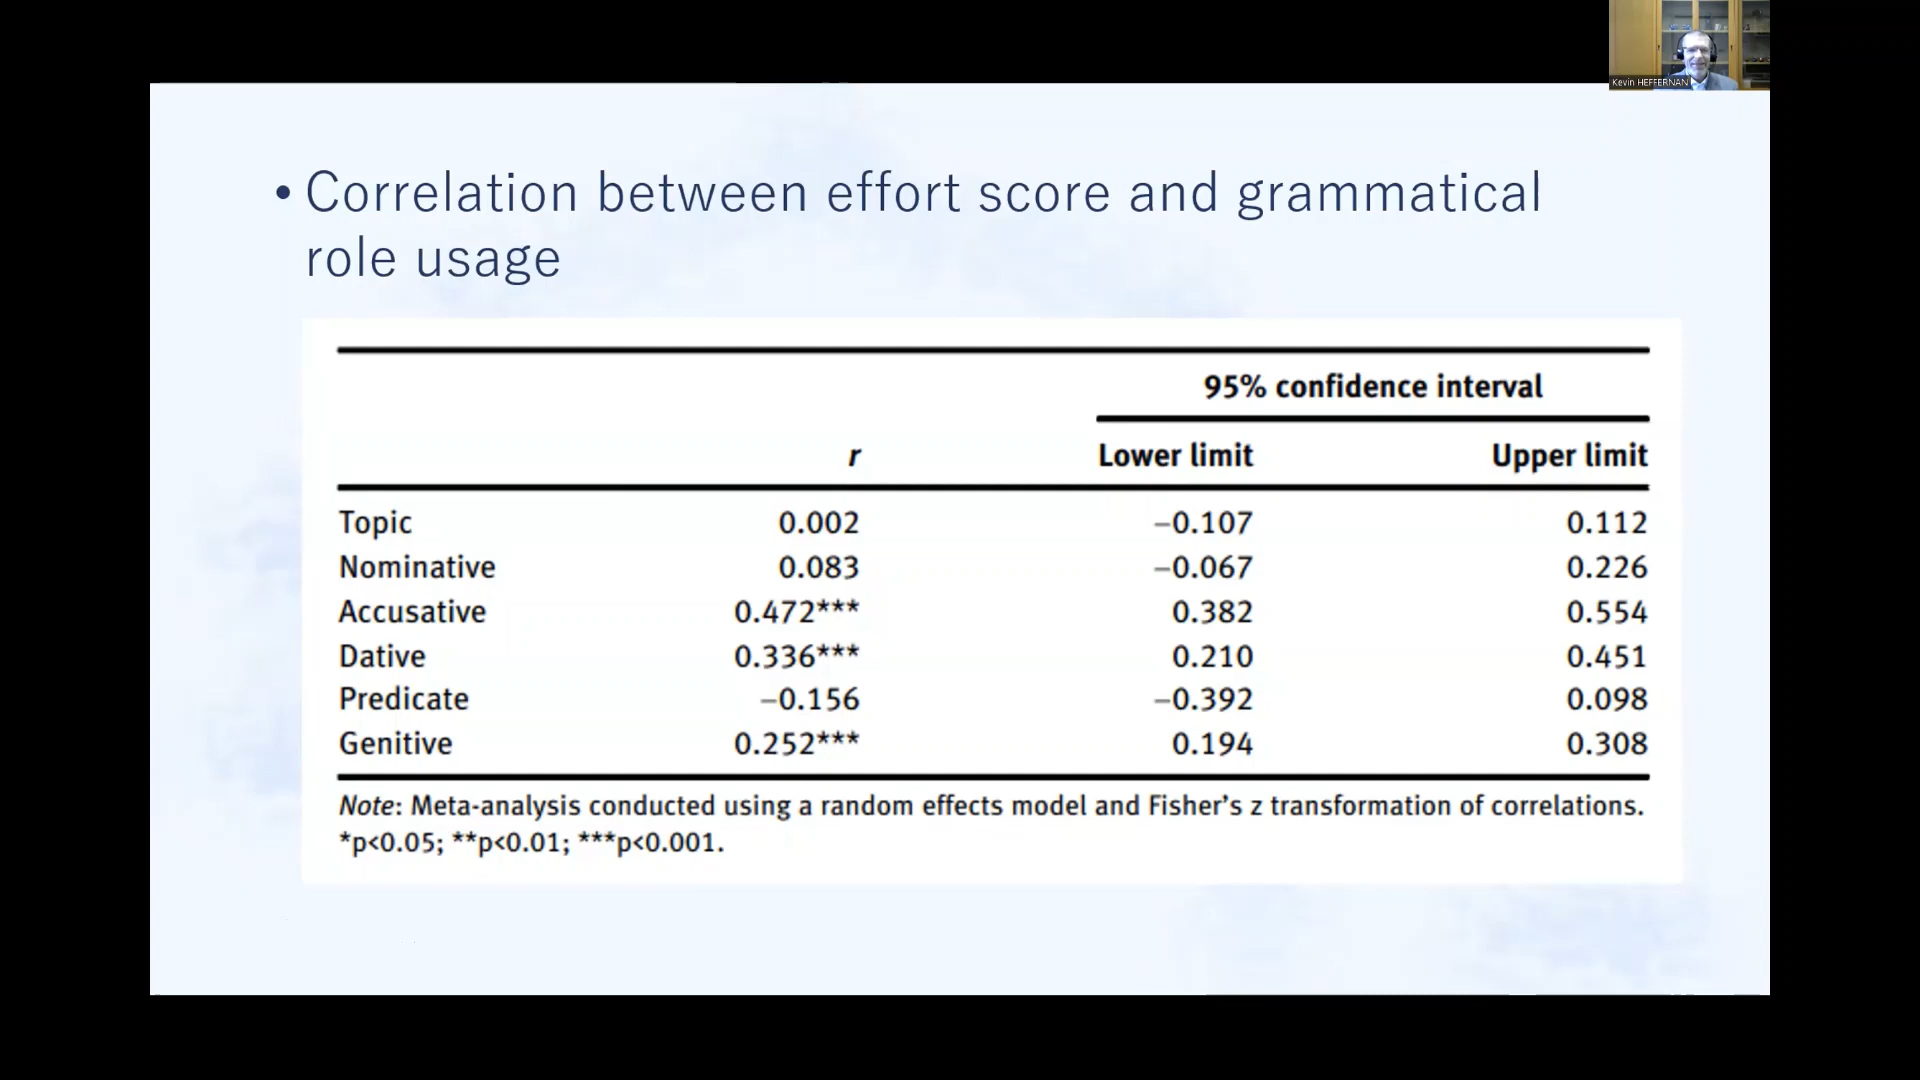 Kevin HEFFERNAN
• Correlation between effort score and grammatical
role usage
95% confidence interval
r Lower limit Upper limit
Topic 0.002 −0.107 0.112
Nominative 0.083 −0.067 0.226
Accusative 0.472*** 0.382 0.554
Dative 0.336*** 0.210 0.451
Predicate −0.156 −0.392 0.098
Genitive 0.252*** 0.194 0.308
Note: Meta-analysis conducted using a random effects model and Fisher's z transformation of correlations.
*p<0.05; **p<0.01; ***p<0.001.